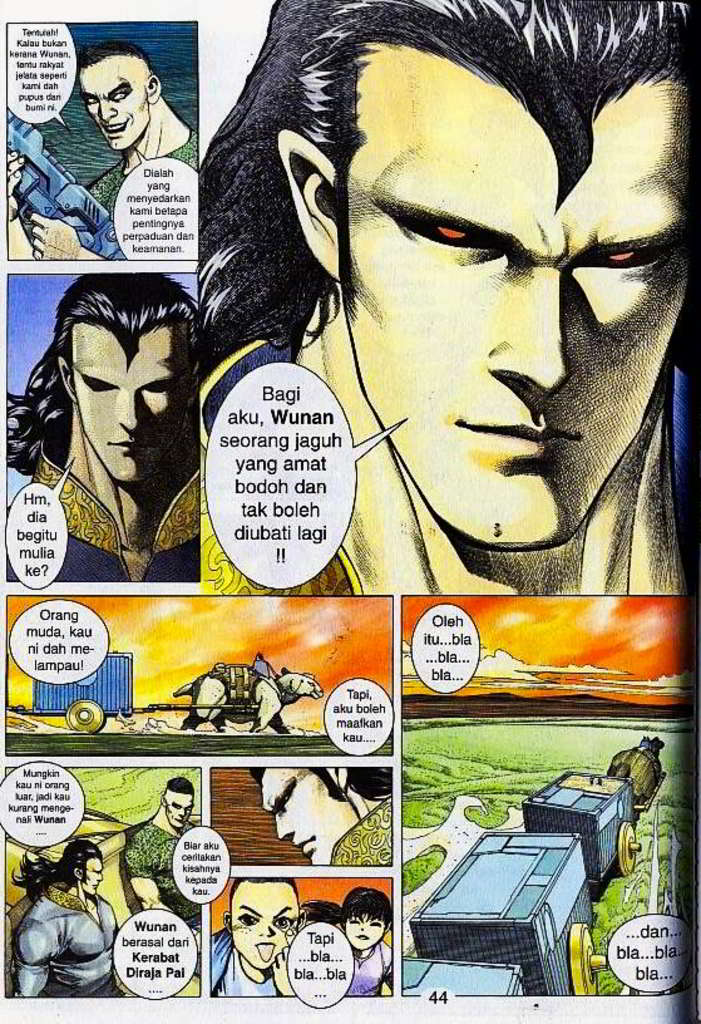 Tentulah!
Kalau bukan
kerana Wunan,
tentu rakyat
jelata seperti
kami dah
pupus dari
bumi ni.
Dialah
yang
menyedarkan
kami betapa
pentingnya
perpaduan dan
keamanan.
Hm,
dia
begitu
mulia
ke?
Bagi
aku, Wunan
seorang jaguh
yang amat
bodoh dan
tak boleh
diubati lagi
!!
Orang
muda, kau
ni dah me-
lampau!
Tapi,
aku boleh
maafkan
kau....
Mungkin
kau ni orang
luar, jadi kau
kurang menge-
nali Wunan
....
Biar aku
ceritakan
kisahnya
kepada
kau.
Wunan
berasal dari
Kerabat
Diraja Pai
....
Tapi
...bla...
bla...bla
...
Oleh
itu...bla
...bla...
bla...
...dan...
bla...bla..
bla...
44